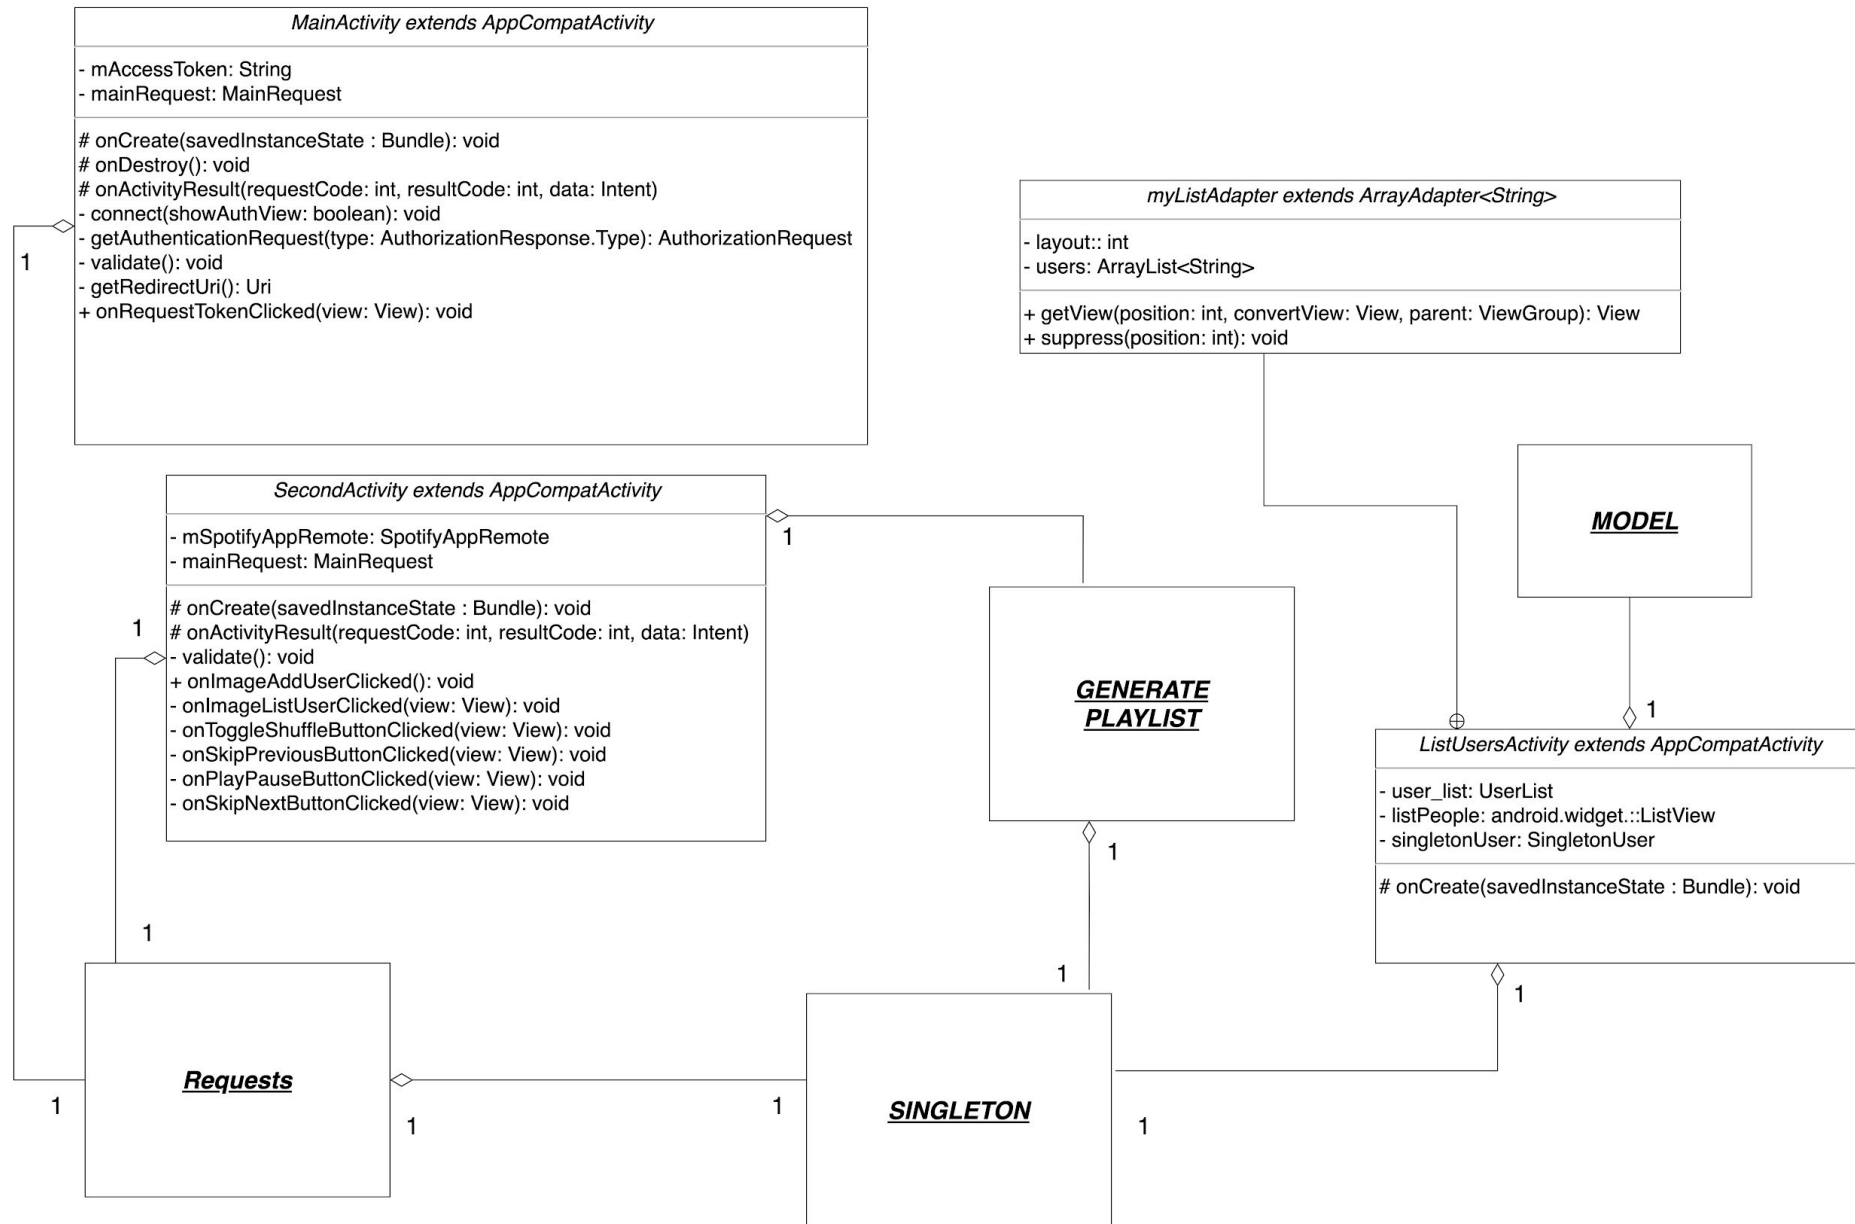 MainActivity extends AppCompatActivity
- mAccessToken: String
- mainRequest: MainRequest
# onCreate(savedInstanceState : Bundle): void
# onDestroy(): void
# onActivityResult(requestCode: int, resultCode: int, data: Intent)
- connect(showAuthView: boolean): void
- getAuthenticationRequest(type: AuthorizationResponse.Type): AuthorizationRequest
- validate(): void
- getRedirectUri(): Uri
+ onRequestTokenClicked(view: View): void
1
myListAdapter extends ArrayAdapter<String>
- layout:: int
- users: ArrayList<String>
+ getView(position: int, convertView: View, parent: ViewGroup): View
+ suppress(position: int): void
SecondActivity extends AppCompatActivity
- mSpotifyAppRemote: SpotifyAppRemote
- mainRequest: MainRequest
# onCreate(savedInstanceState : Bundle): void
# onActivityResult(requestCode: int, resultCode: int, data: Intent)
- validate(): void
+ onImageAddUserClicked(): void
- onImageListUserClicked(view: View): void
- onToggleShuffleButtonClicked(view: View): void
- onSkipPreviousButtonClicked(view: View): void
- onPlayPauseButtonClicked(view: View): void
- onSkipNextButtonClicked(view: View): void
1
1
MODEL
GENERATE
PLAYLIST
1
ListUsersActivity extends AppCompatActivity
- user_list: UserList
- listPeople: android.widget.::ListView
- singletonUser: SingletonUser
# onCreate(savedInstanceState : Bundle): void
1
1
1
1
Requests
1
1
1
SINGLETON
1